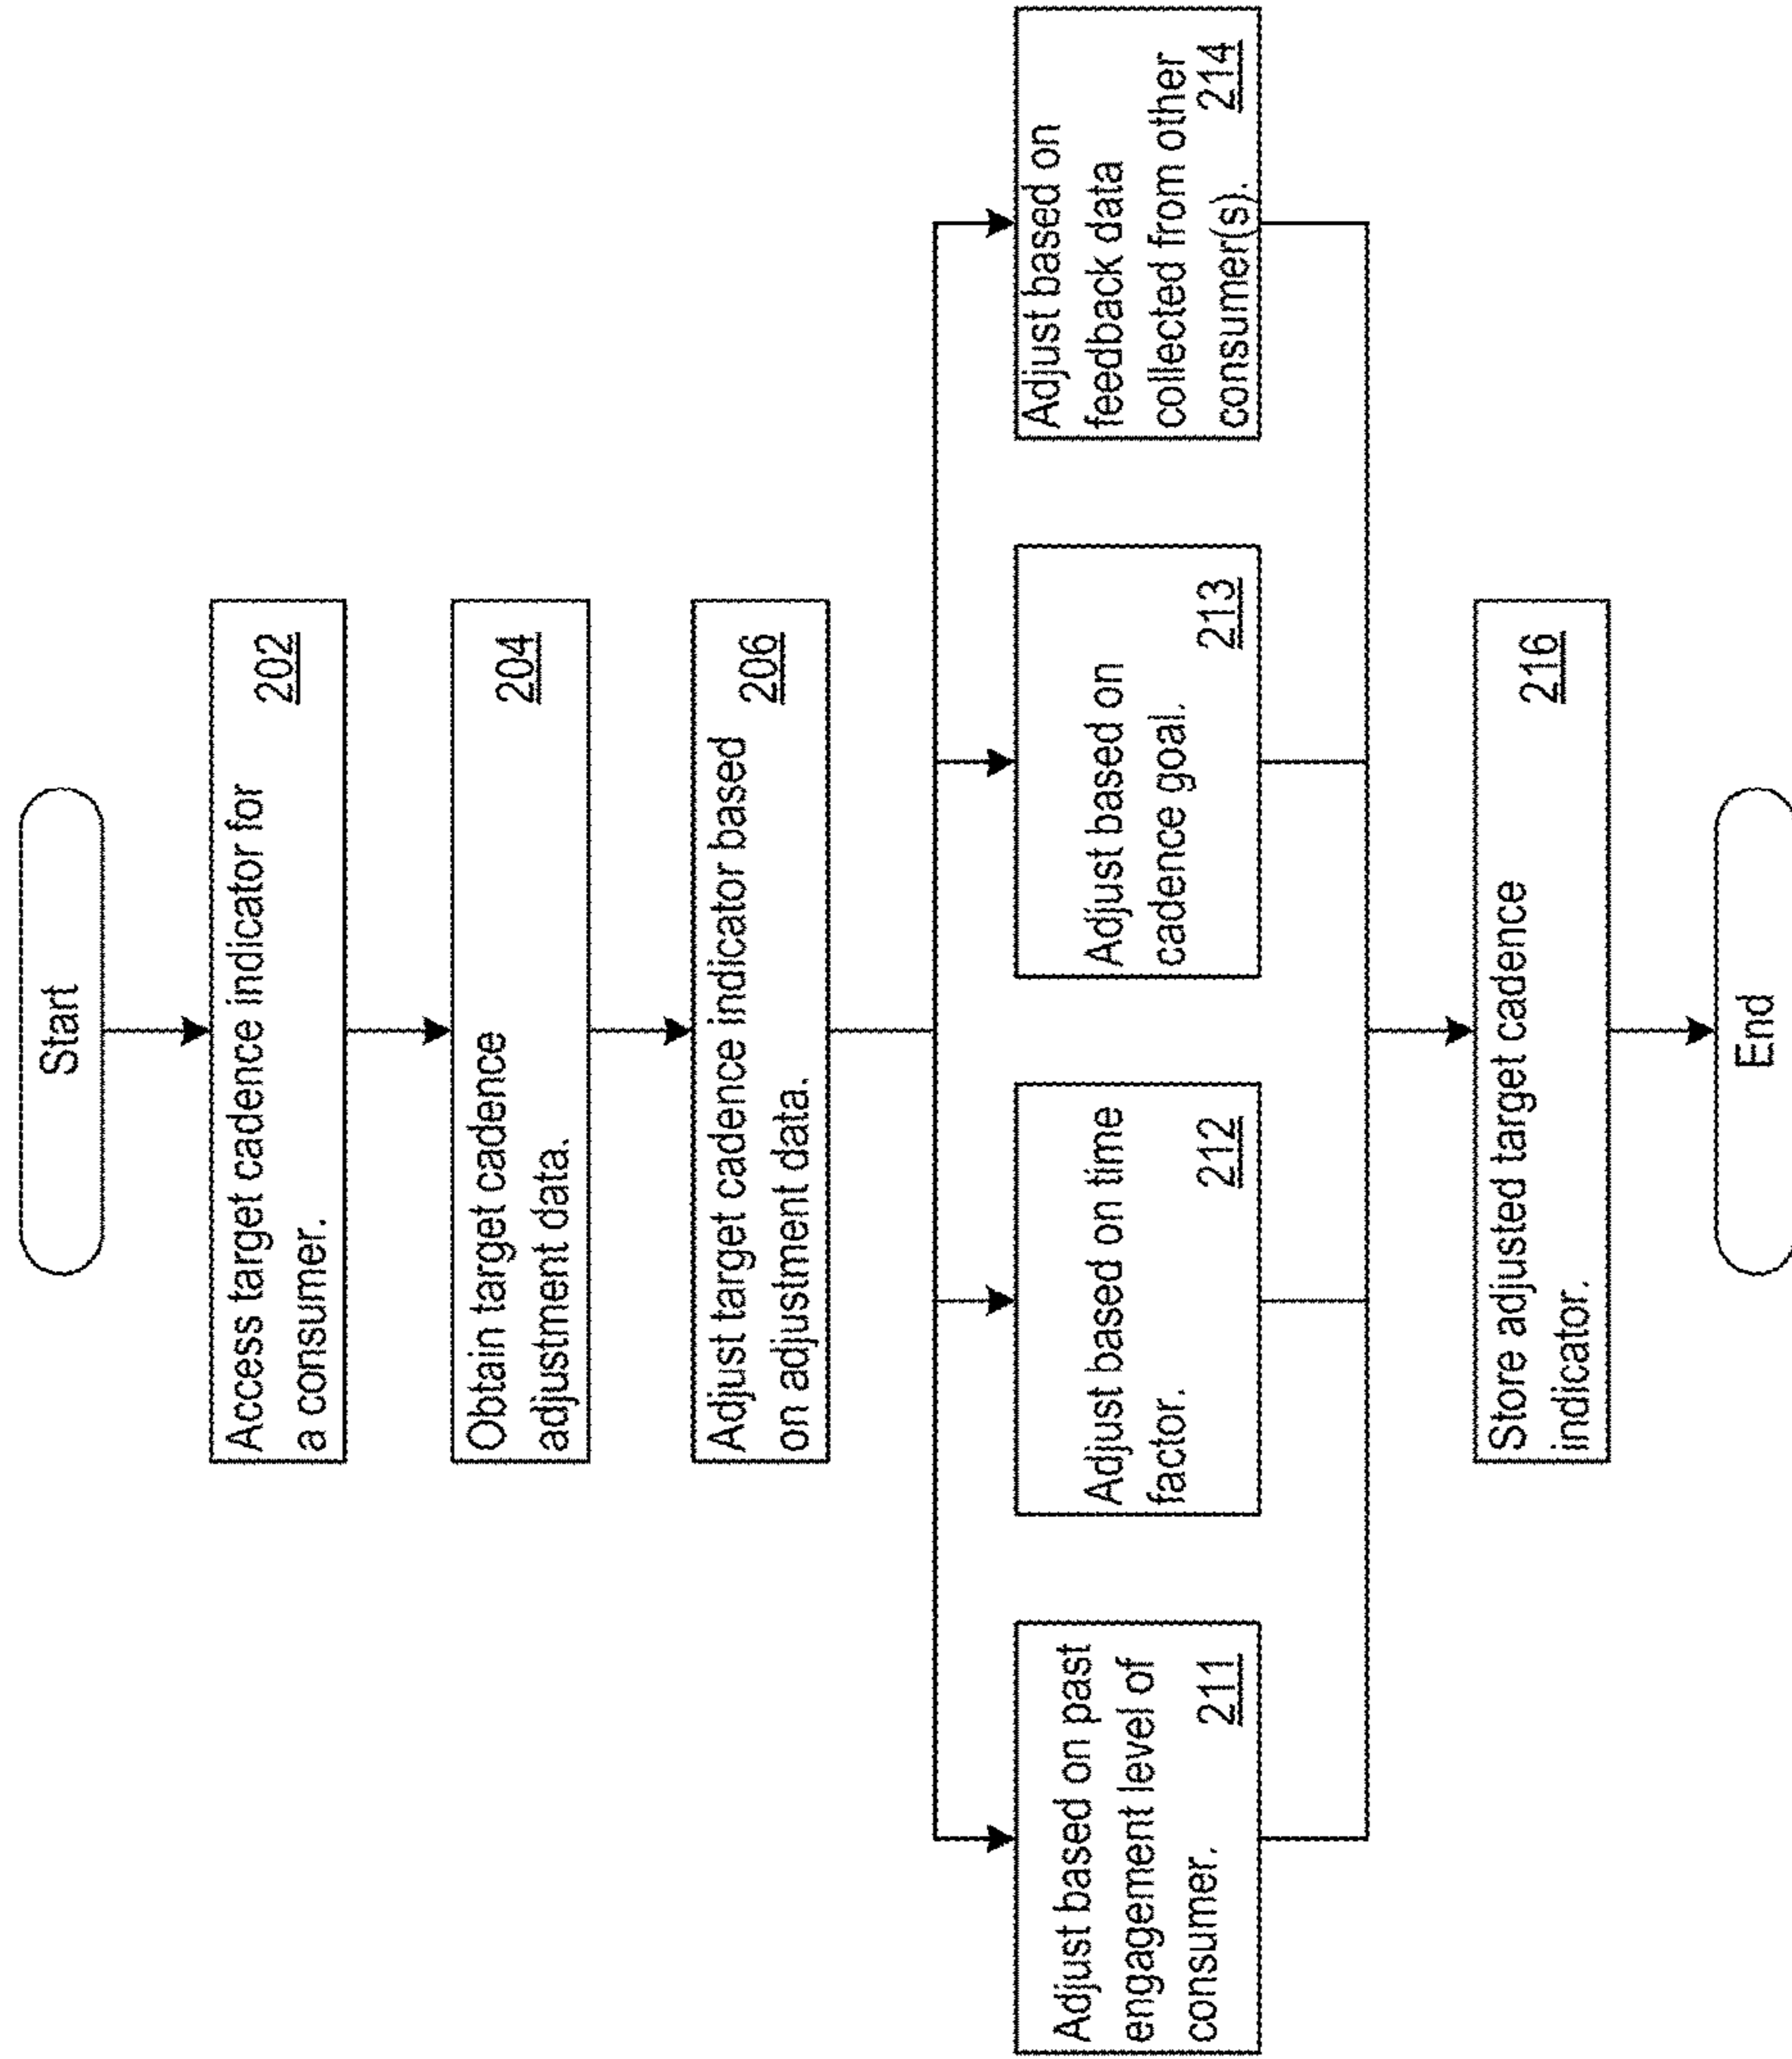 Start
Access target cadence indicator for
a consumer.
202
Obtain target cadence
adjustment data.
204
Adjust target cadence indicator based
on adjustment data.
206
Adjust based on past
engagement level of
consumer.
211
Adjust based on time
factor.
212
Adjust based on
cadence goal.
213
Adjust based on
feedback data
collected from other
consumer(s).
214
Store adjusted target cadence
indicator.
216
End